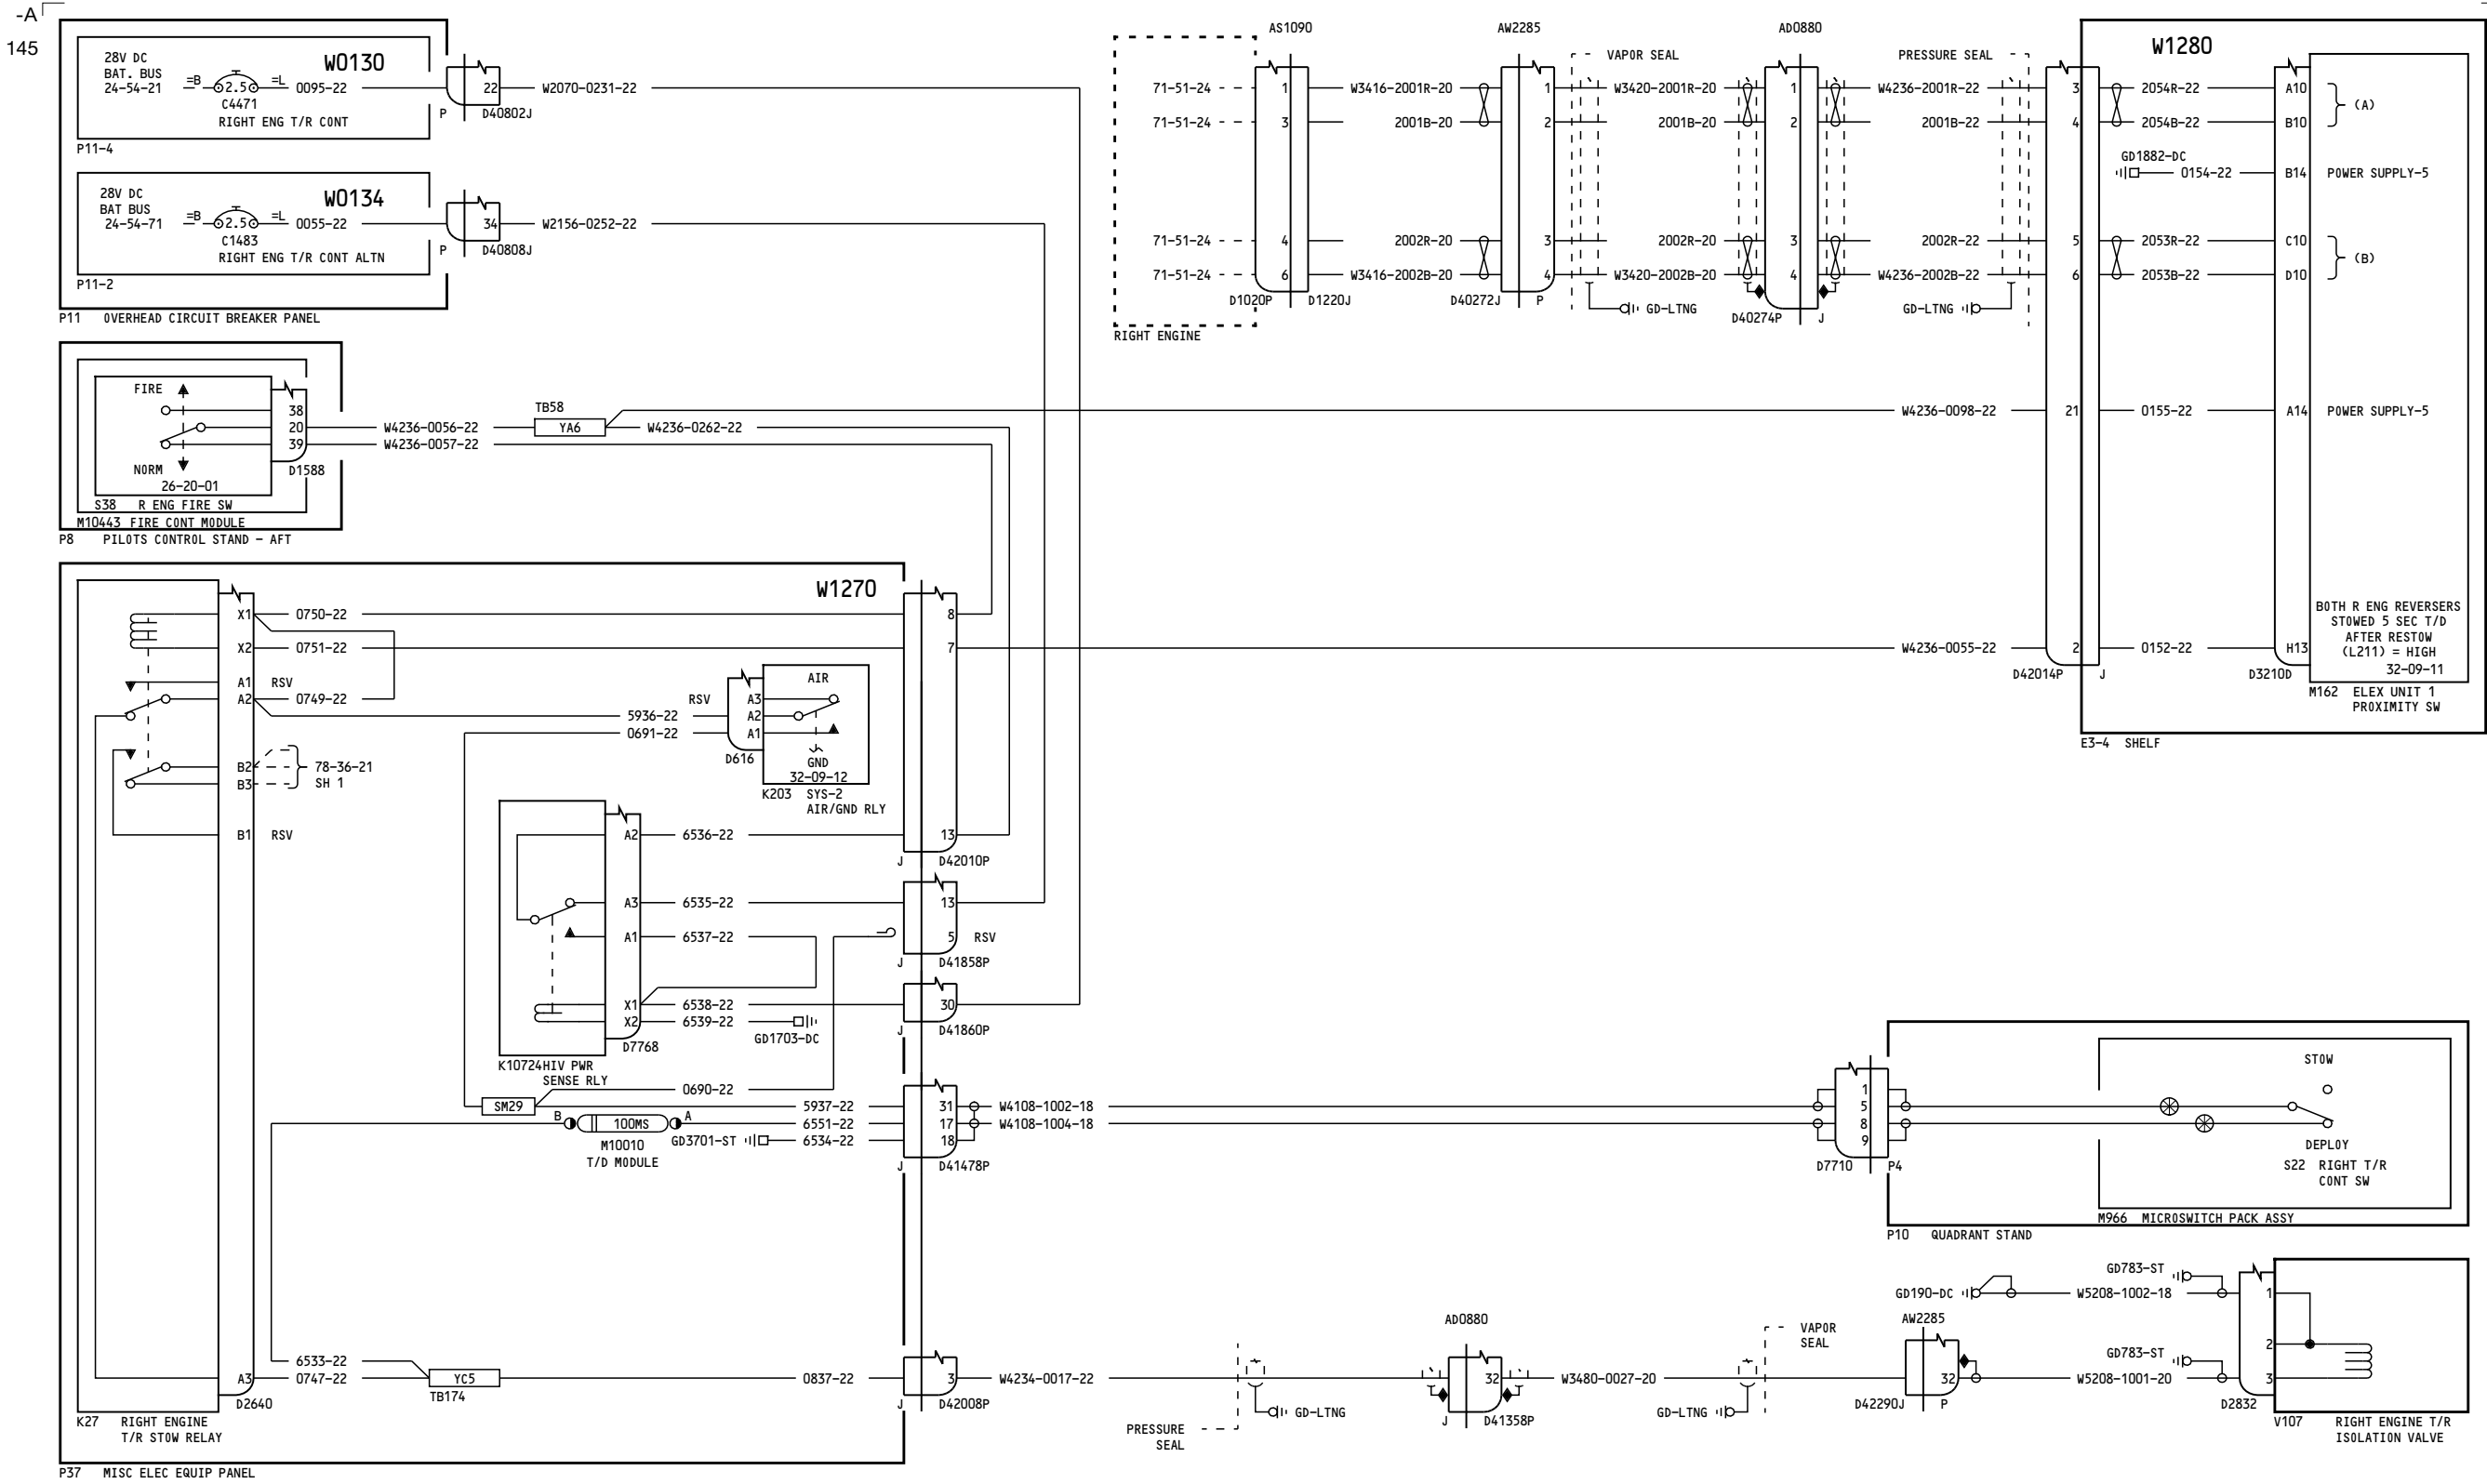 -A
145
28V DC
BAT. BUS
24-54-21
=B
2.5
=L
0095-22
W0130
C4471
RIGHT ENG T/R CONT
P11-4
22
P
D40802J
W2070-0231-22
28V DC
BAT BUS
24-54-71
=B
2.5
=L
0055-22
W0134
C1483
RIGHT ENG T/R CONT ALTN
P11-2
34
P
D40808J
W2156-0252-22
P11 OVERHEAD CIRCUIT BREAKER PANEL
FIRE
NORM
26-20-01
S38 R ENG FIRE SW
M10443 FIRE CONT MODULE
P8 PILOTS CONTROL STAND - AFT
38
20
39
D1588
W4236-0056-22
W4236-0057-22
TB58
YA6
W4236-0262-22
RIGHT ENGINE
71-51-24
71-51-24
71-51-24
71-51-24
AS1090
1
3
4
6
D1020P
D1220J
W3416-2001R-20
2001B-20
2002R-20
W3416-2002B-20
AW2285
1
2
3
4
D40272J P
VAPOR SEAL
W3420-2001R-20
2001B-20
2002R-20
W3420-2002B-20
GD-LTNG
AD0880
1
2
3
4
D40274P J
PRESSURE SEAL
W4236-2001R-22
2001B-22
2002R-22
W4236-2002B-22
GD-LTNG
W4236-0098-22
W4236-0055-22
3
4
5
6
21
2
D42014P J
W1280
2054R-22
2054B-22
GD1882-DC
0154-22
2053R-22
2053B-22
0155-22
0152-22
A10
B10
B14
C10
D10
A14
H13
D3210D
(A)
POWER SUPPLY-5
(B)
POWER SUPPLY-5
BOTH R ENG REVERSERS
STOWED 5 SEC T/D
AFTER RESTOW
(L211) = HIGH
32-09-11
M162 ELEX UNIT 1
PROXIMITY SW
E3-4 SHELF
W1270
X1
X2
A1
A2
B2
B3
B1
A3
0750-22
0751-22
RSV
0749-22
78-36-21
SH 1
RSV
D2640
K27 RIGHT ENGINE
T/R STOW RELAY
5936-22
0691-22
RSV
A3
A2
A1
D616
AIR
GND
32-09-12
K203 SYS-2
AIR/GND RLY
8
7
13
J D42010P
A2
A3
A1
X1
X2
D7768
6536-22
6535-22
6537-22
6538-22
6539-22
GD1703-DC
K10724HIV PWR
SENSE RLY
13
5 RSV
J D41858P
30
J D41860P
0690-22
SM29
5937-22
B
100MS
A
6551-22
M10010
T/D MODULE
GD3701-ST
6534-22
31
17
18
J D41478P
W4108-1002-18
W4108-1004-18
1
5
8
9
D7710 P4
STOW
DEPLOY
S22 RIGHT T/R
CONT SW
M966 MICROSWITCH PACK ASSY
P10 QUADRANT STAND
6533-22
0747-22
YC5
TB174
0837-22
3
J D42008P
W4234-0017-22
PRESSURE
SEAL
GD-LTNG
AD0880
32
J D41358P
W3480-0027-20
GD-LTNG
VAPOR
SEAL
AW2285
32
D42290J P
GD190-DC
GD783-ST
W5208-1002-18
GD783-ST
W5208-1001-20
1
2
3
D2832
V107 RIGHT ENGINE T/R
ISOLATION VALVE
P37 MISC ELEC EQUIP PANEL